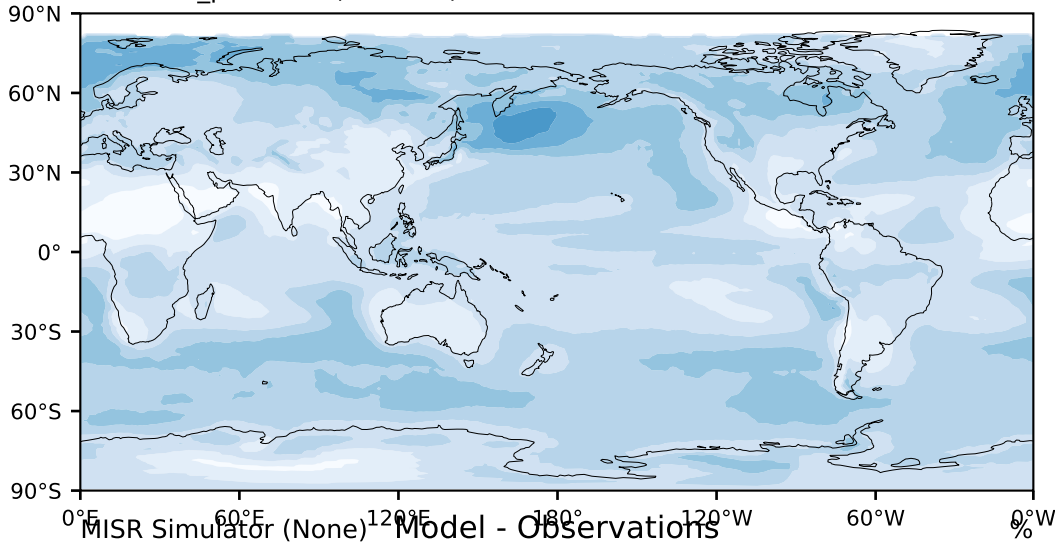 90°N
60°N
30°N
0°
30°S
60°S
90°S
0°E 60°E 120°E 180°W 120°W 60°W 0°W
MISR Simulator (None) Model - Observations %